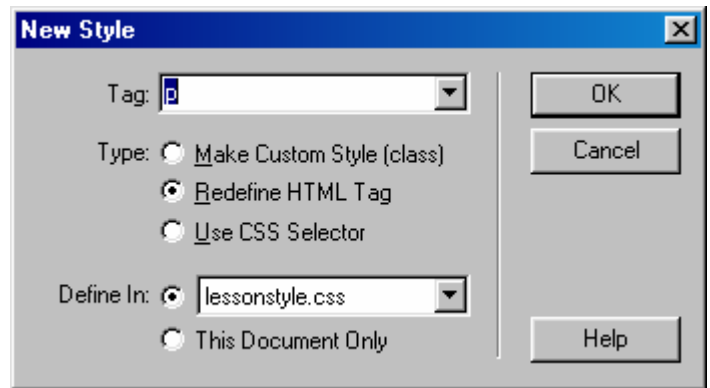 New Style
Tag: p
OK
Type: Make Custom Style (class)
Cancel
Redefine HTML Tag
Use CSS Selector
Define In: lessonstyle.css
This Document Only
Help